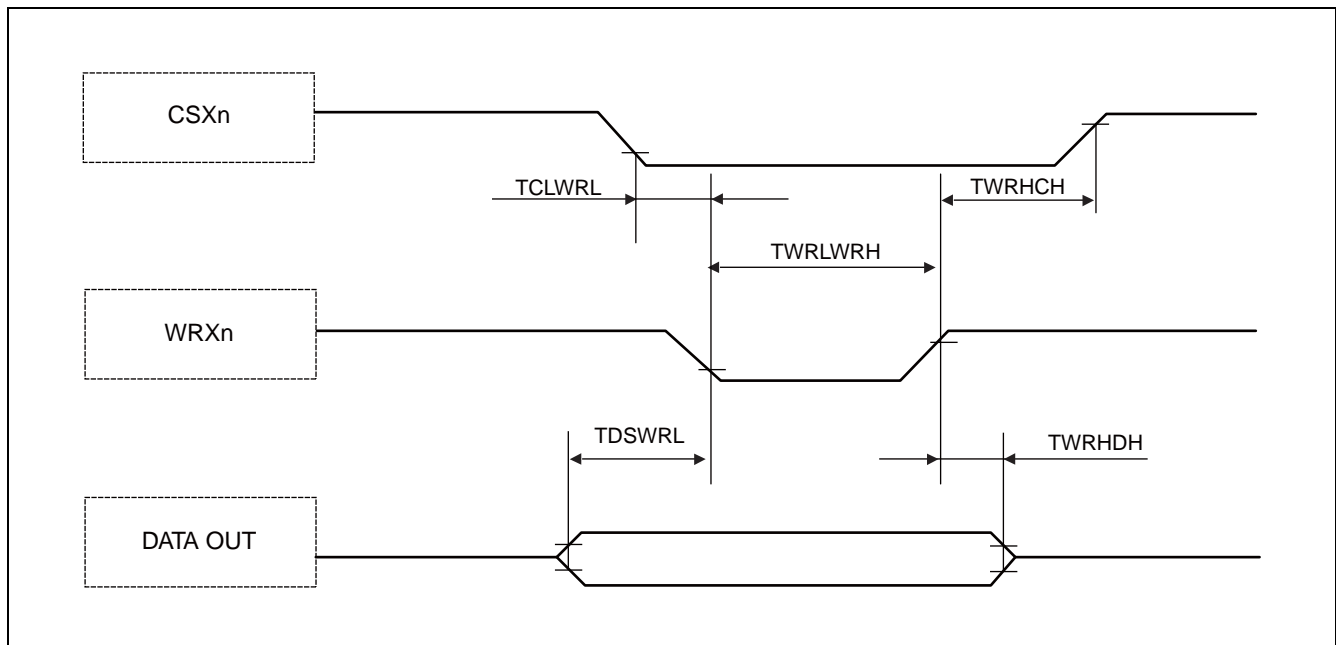 CSXn
TCLWRL
TWRHCH
TWRLWRH
WRXn
TDSWRL
TWRHDH
DATA OUT